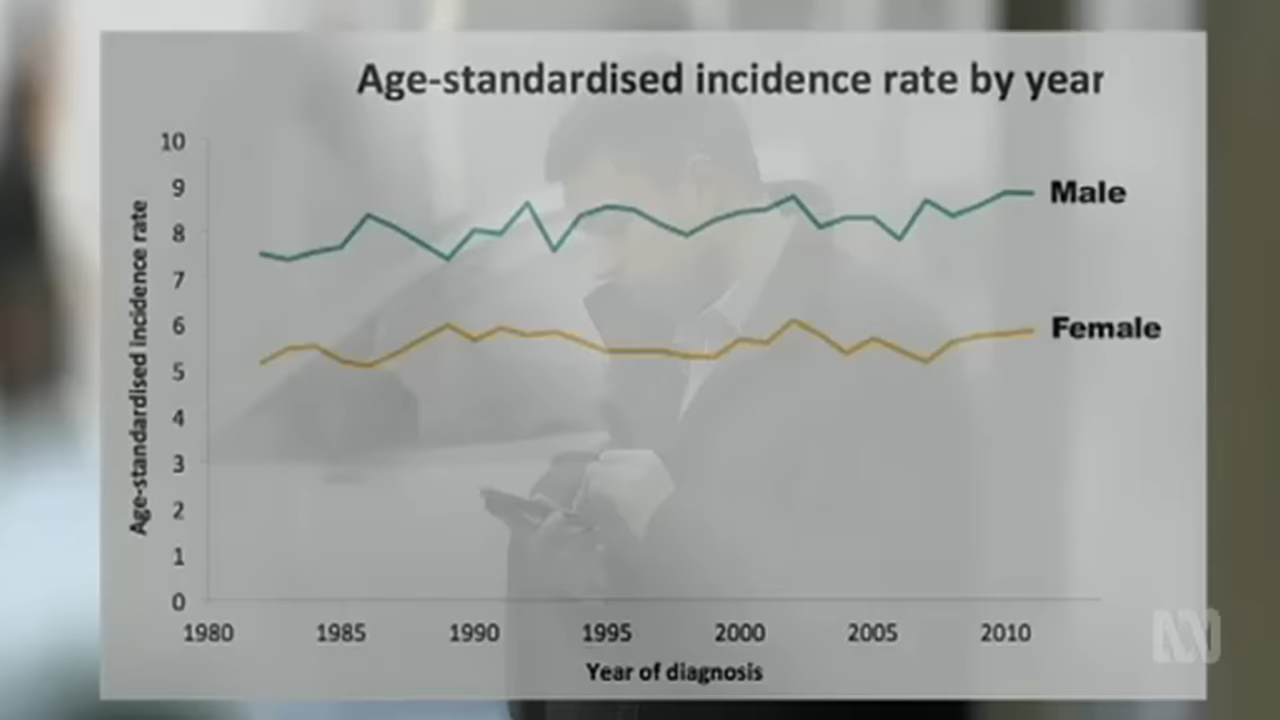 Age-standardised incidence rate by year
10
9
8
7
6
5
4
3
2
1
0
Age-standardised incidence rate
Male
Female
1980 1985 1990 1995 2000 2005 2010
Year of diagnosis